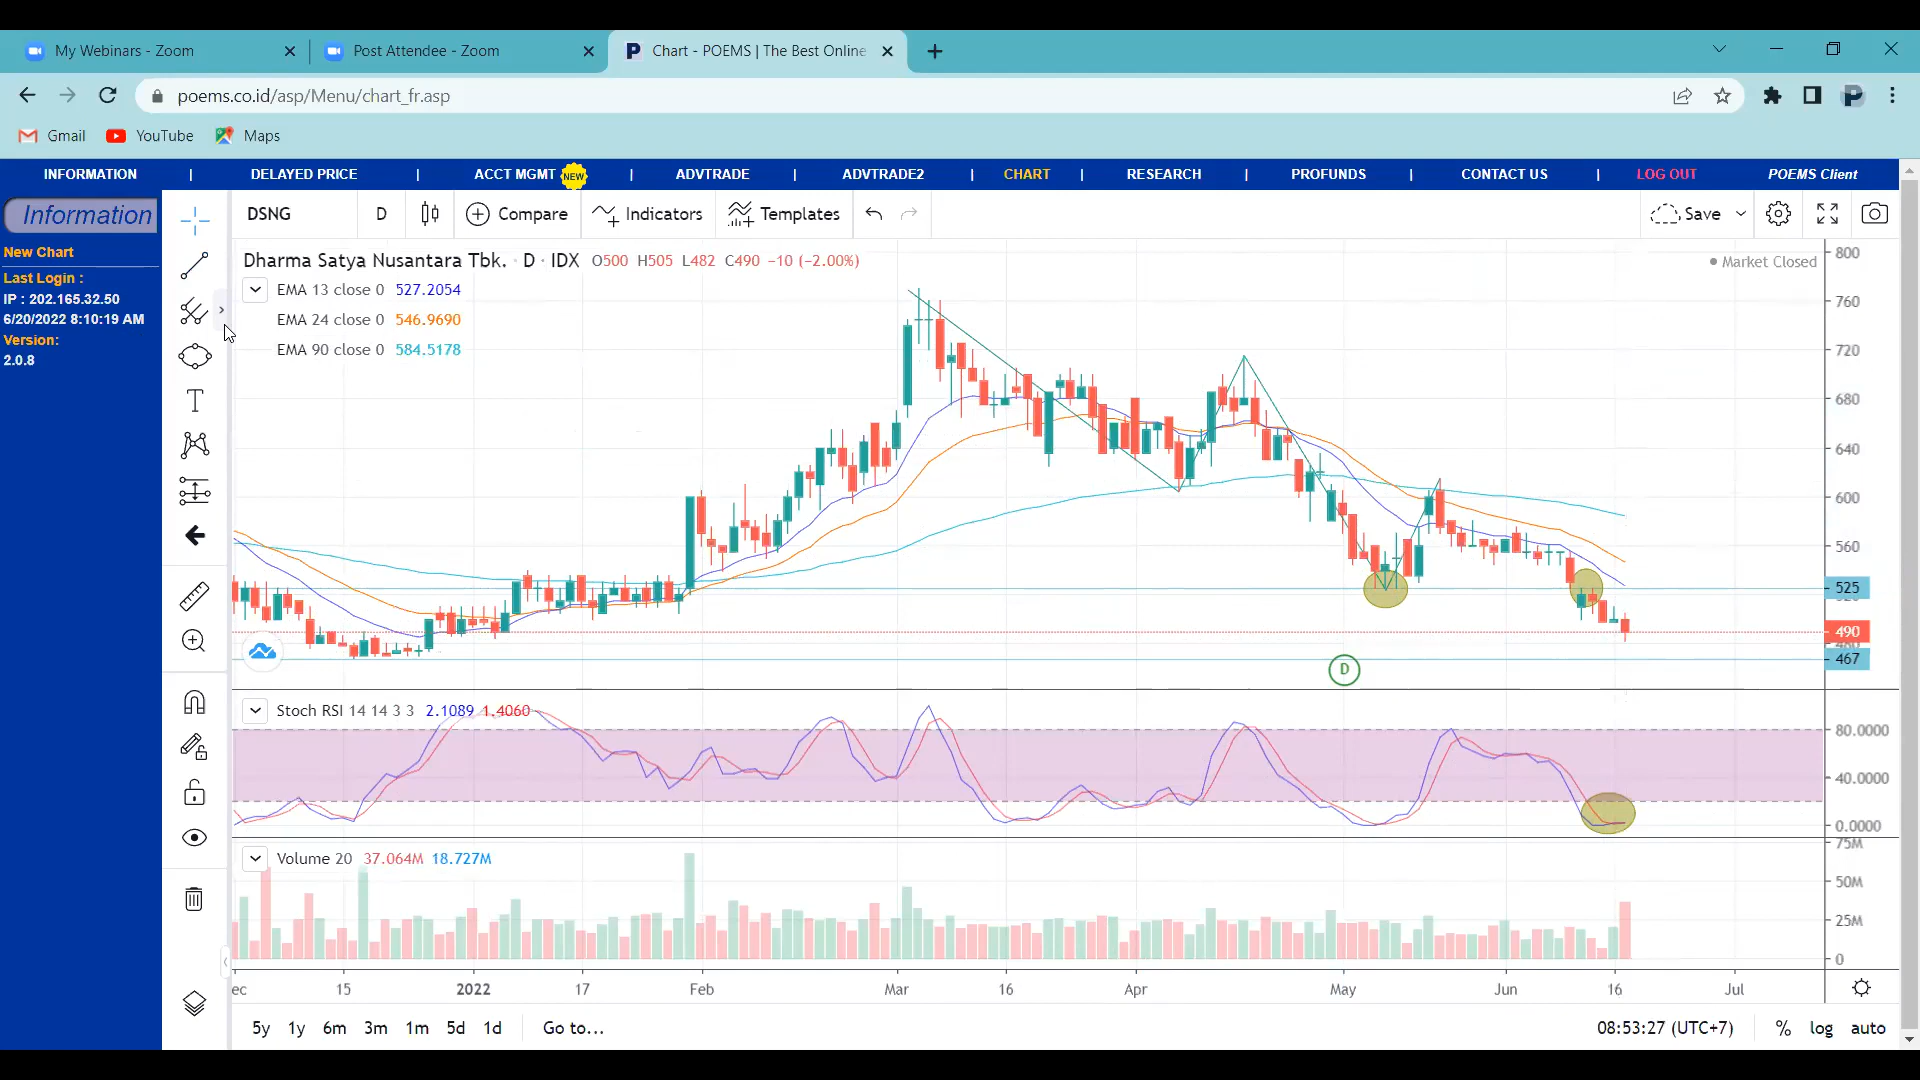 My Webinars - Zoom
Post Attendee - Zoom
P Chart - POEMS | The Best Online
poems.co.id/asp/Menu/chart_fr.asp
Gmail YouTube Maps
INFORMATION | DELAYED PRICE | ACCT MGMT NEW | ADVTRADE | ADVTRADE2 | CHART | RESEARCH | PROFUNDS | CONTACT US | LOG OUT POEMS Client
Information
New Chart
Last Login :
IP : 202.165.32.50
6/20/2022 8:10:19 AM
Version:
2.0.8
DSNG D Compare Indicators Templates Save
Dharma Satya Nusantara Tbk. · D · IDX O500 H505 L482 C490 −10 (−2.00%)
Market Closed
EMA 13 close 0 527.2054
EMA 24 close 0 546.9690
EMA 90 close 0 584.5178
800
760
720
680
640
600
560
525
490
467
D
Stoch RSI 14 14 3 3 2.1089 1.4060
80.0000
40.0000
0.0000
Volume 20 37.064M 18.727M
75M
50M
25M
0
ec 15 2022 17 Feb Mar 16 Apr May Jun 16 Jul
5y 1y 6m 3m 1m 5d 1d Go to... 08:53:27 (UTC+7) % log auto